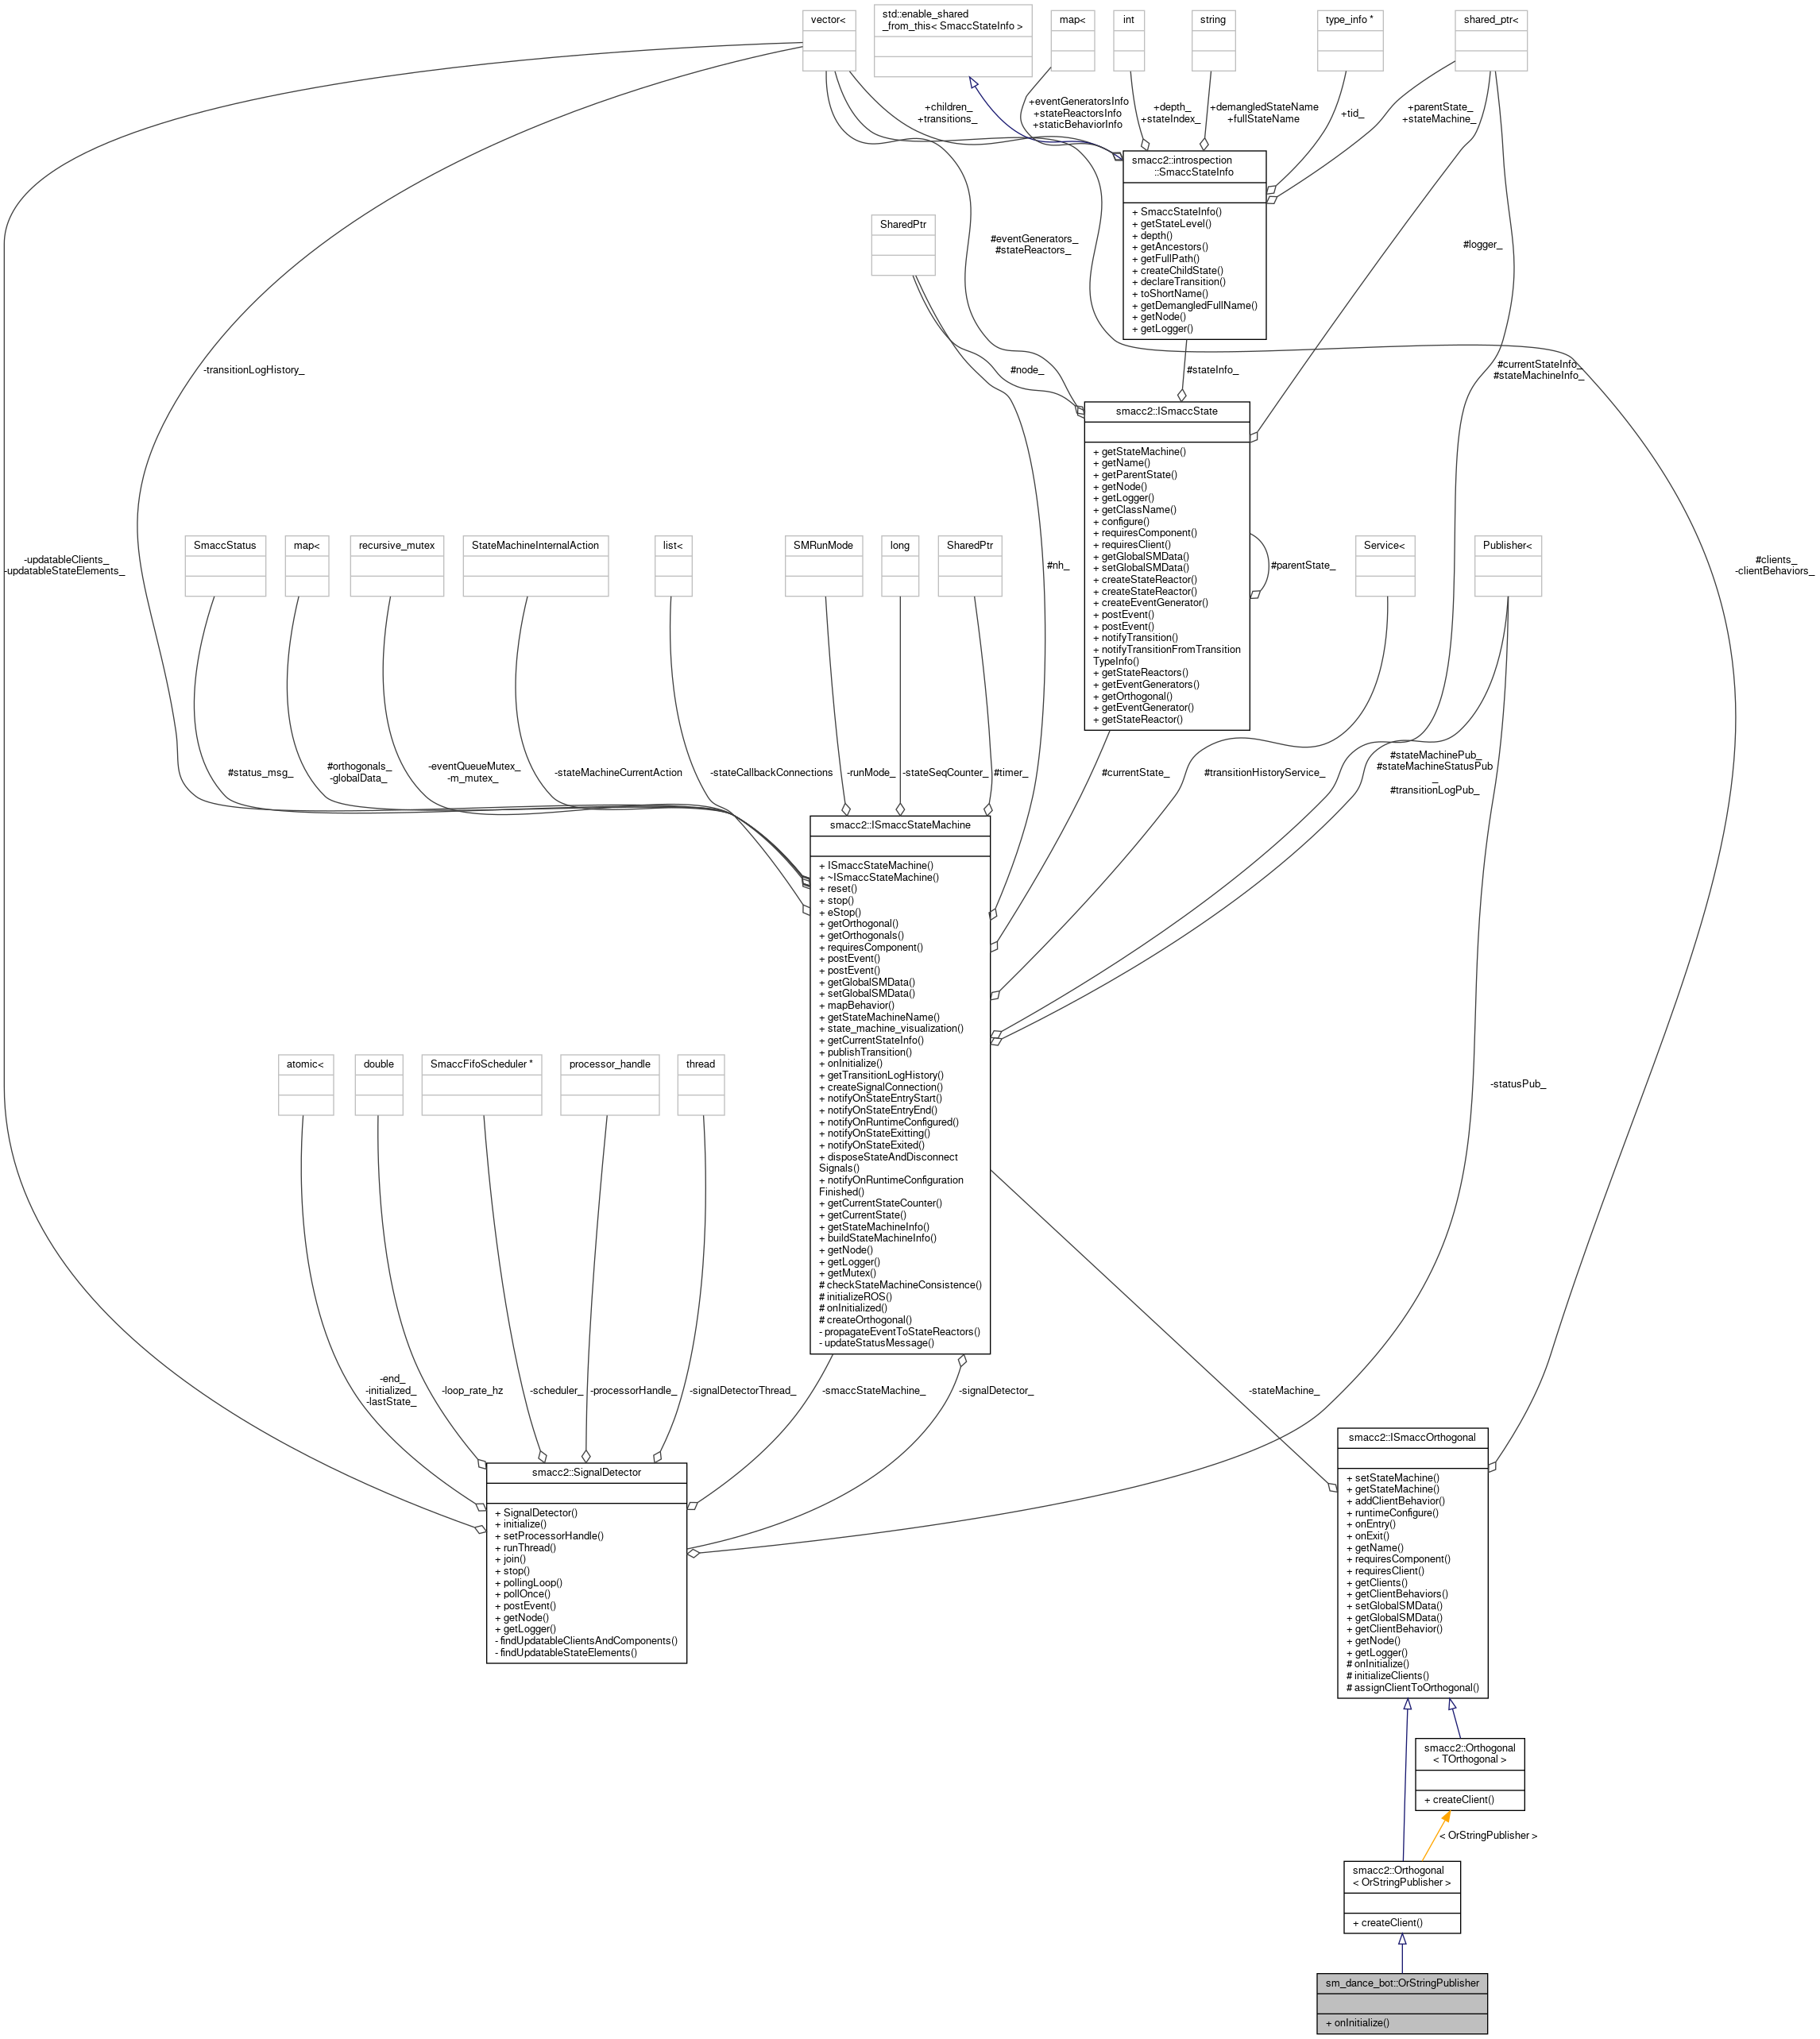 vector<
std::enable_shared
_from_this< SmaccStateInfo >
map<
int
string
type_info *
shared_ptr<
+children_
+transitions_
+eventGeneratorsInfo
+stateReactorsInfo
+staticBehaviorInfo
+depth_
+stateIndex_
+demangledStateName
+fullStateName
+tid_
+parentState_
+stateMachine_
smacc2::introspection
::SmaccStateInfo
+ SmaccStateInfo()
+ getStateLevel()
+ depth()
+ getAncestors()
+ getFullPath()
+ createChildState()
+ declareTransition()
+ toShortName()
+ getDemangledFullName()
+ getNode()
+ getLogger()
SharedPtr
#eventGenerators_
#stateReactors_
#logger_
-transitionLogHistory_
#node_
#stateInfo_
#currentStateInfo_
#stateMachineInfo_
smacc2::ISmaccState
+ getStateMachine()
+ getName()
+ getParentState()
+ getNode()
+ getLogger()
+ getClassName()
+ configure()
+ requiresComponent()
+ requiresClient()
+ getGlobalSMData()
+ setGlobalSMData()
+ createStateReactor()
+ createStateReactor()
+ createEventGenerator()
+ postEvent()
+ postEvent()
+ notifyTransition()
+ notifyTransitionFromTransition
TypeInfo()
+ getStateReactors()
+ getEventGenerators()
+ getOrthogonal()
+ getEventGenerator()
+ getStateReactor()
#parentState_
-updatableClients_
-updatableStateElements_
SmaccStatus
map<
recursive_mutex
StateMachineInternalAction
list<
SMRunMode
long
SharedPtr
#nh_
Service<
Publisher<
#clients_
-clientBehaviors_
#status_msg_
#orthogonals_
-globalData_
-eventQueueMutex_
-m_mutex_
-stateMachineCurrentAction
-stateCallbackConnections
-runMode_
-stateSeqCounter_
#timer_
#currentState_
#transitionHistoryService_
#stateMachinePub_
#stateMachineStatusPub
_
#transitionLogPub_
smacc2::ISmaccStateMachine
+ ISmaccStateMachine()
+ ~ISmaccStateMachine()
+ reset()
+ stop()
+ eStop()
+ getOrthogonal()
+ getOrthogonals()
+ requiresComponent()
+ postEvent()
+ postEvent()
+ getGlobalSMData()
+ setGlobalSMData()
+ mapBehavior()
+ getStateMachineName()
+ state_machine_visualization()
+ getCurrentStateInfo()
+ publishTransition()
+ onInitialize()
+ getTransitionLogHistory()
+ createSignalConnection()
+ notifyOnStateEntryStart()
+ notifyOnStateEntryEnd()
+ notifyOnRuntimeConfigured()
+ notifyOnStateExitting()
+ notifyOnStateExited()
+ disposeStateAndDisconnect
Signals()
+ notifyOnRuntimeConfiguration
Finished()
+ getCurrentStateCounter()
+ getCurrentState()
+ getStateMachineInfo()
+ buildStateMachineInfo()
+ getNode()
+ getLogger()
+ getMutex()
# checkStateMachineConsistence()
# initializeROS()
# onInitialized()
# createOrthogonal()
- propagateEventToStateReactors()
- updateStatusMessage()
atomic<
double
SmaccFifoScheduler *
processor_handle
thread
-statusPub_
-end_
-initialized_
-lastState_
-loop_rate_hz
-scheduler_
-processorHandle_
-signalDetectorThread_
-smaccStateMachine_
-signalDetector_
-stateMachine_
smacc2::SignalDetector
+ SignalDetector()
+ initialize()
+ setProcessorHandle()
+ runThread()
+ join()
+ stop()
+ pollingLoop()
+ pollOnce()
+ postEvent()
+ getNode()
+ getLogger()
- findUpdatableClientsAndComponents()
- findUpdatableStateElements()
smacc2::ISmaccOrthogonal
+ setStateMachine()
+ getStateMachine()
+ addClientBehavior()
+ runtimeConfigure()
+ onEntry()
+ onExit()
+ getName()
+ requiresComponent()
+ requiresClient()
+ getClients()
+ getClientBehaviors()
+ setGlobalSMData()
+ getGlobalSMData()
+ getClientBehavior()
+ getNode()
+ getLogger()
# onInitialize()
# initializeClients()
# assignClientToOrthogonal()
smacc2::Orthogonal
< TOrthogonal >
+ createClient()
< OrStringPublisher >
smacc2::Orthogonal
< OrStringPublisher >
+ createClient()
sm_dance_bot::OrStringPublisher
+ onInitialize()